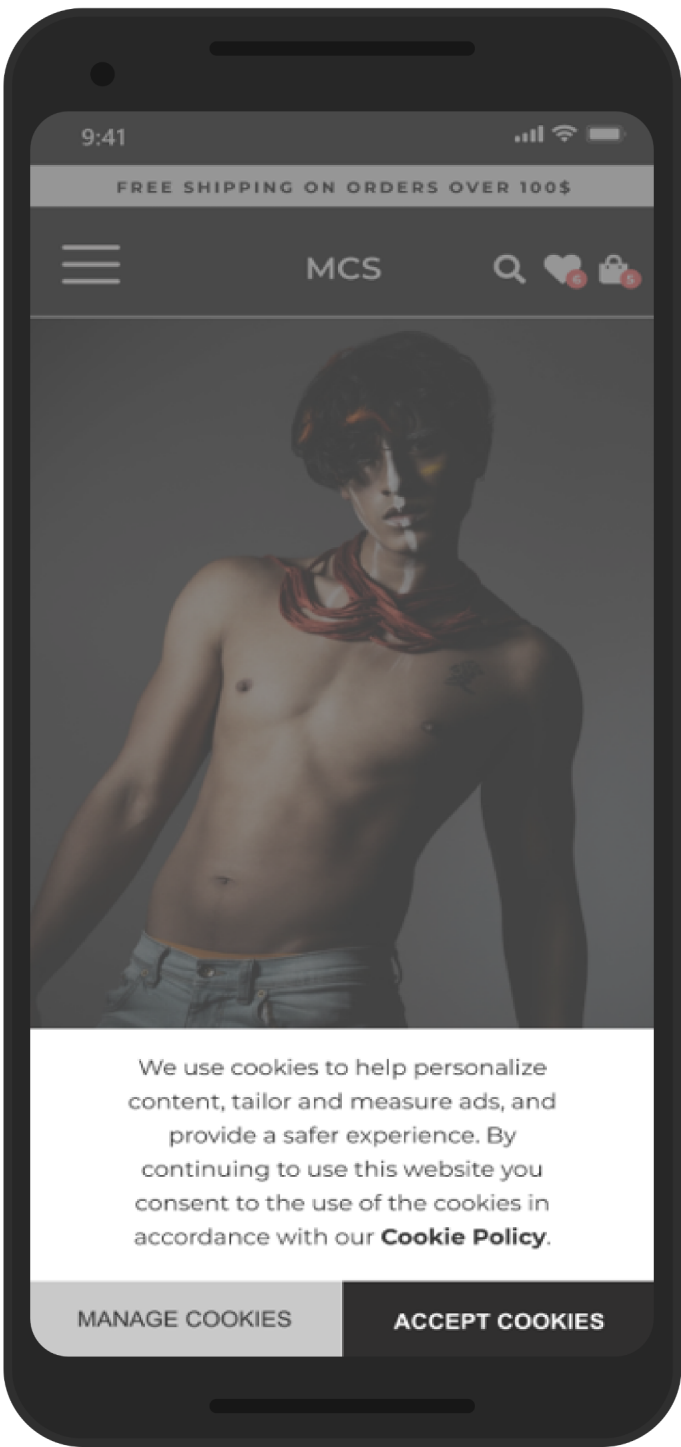 9:41
FREE SHIPPING ON ORDERS OVER 100$
MCS
6
5
We use cookies to help personalize
content, tailor and measure ads, and
provide a safer experience. By
continuing to use this website you
consent to the use of the cookies in
accordance with our Cookie Policy.
MANAGE COOKIES
ACCEPT COOKIES